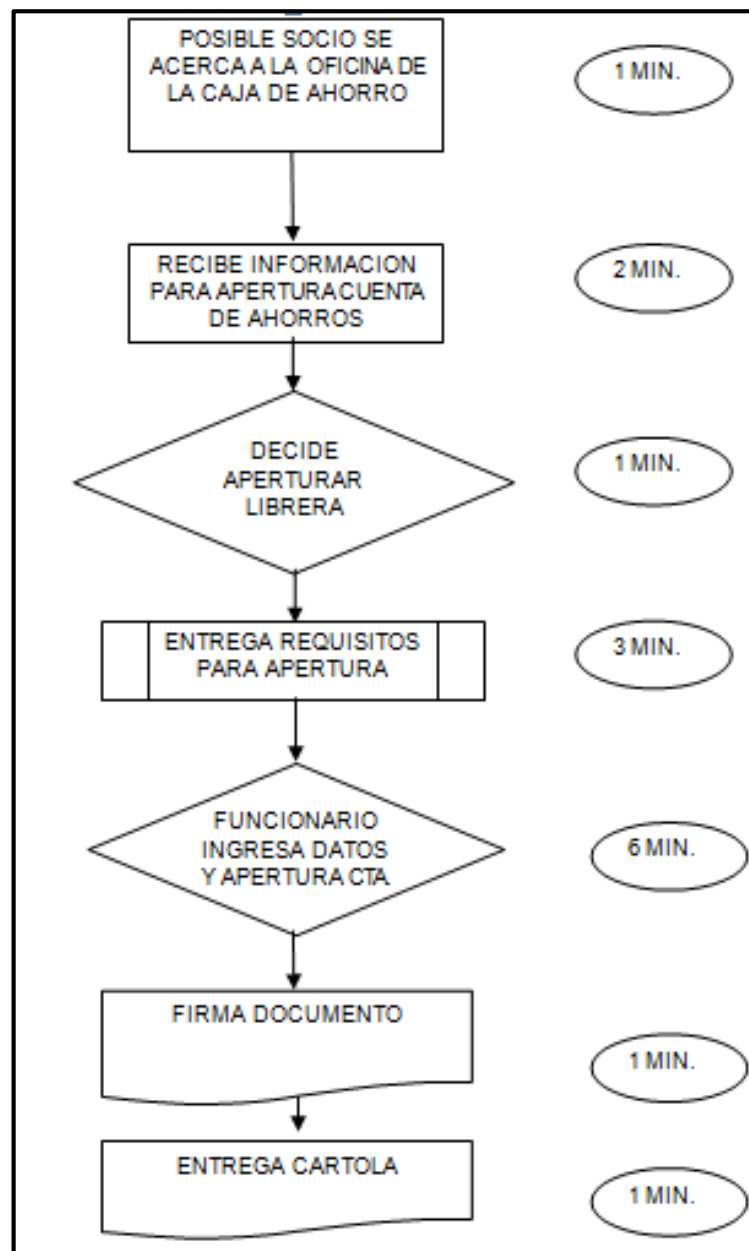 POSIBLE SOCIO SE
ACERCA A LA OFICINA DE
LA CAJA DE AHORRO
1 MIN.
RECIBE INFORMACION
PARA APERTURA CUENTA
DE AHORROS
2 MIN.
DECIDE
APERTURAR
LIBRERA
1 MIN.
ENTREGA REQUISITOS
PARA APERTURA
3 MIN.
FUNCIONARIO
INGRESA DATOS
Y APERTURA CTA.
6 MIN.
FIRMA DOCUMENTO
1 MIN.
ENTREGA CARTOLA
1 MIN.